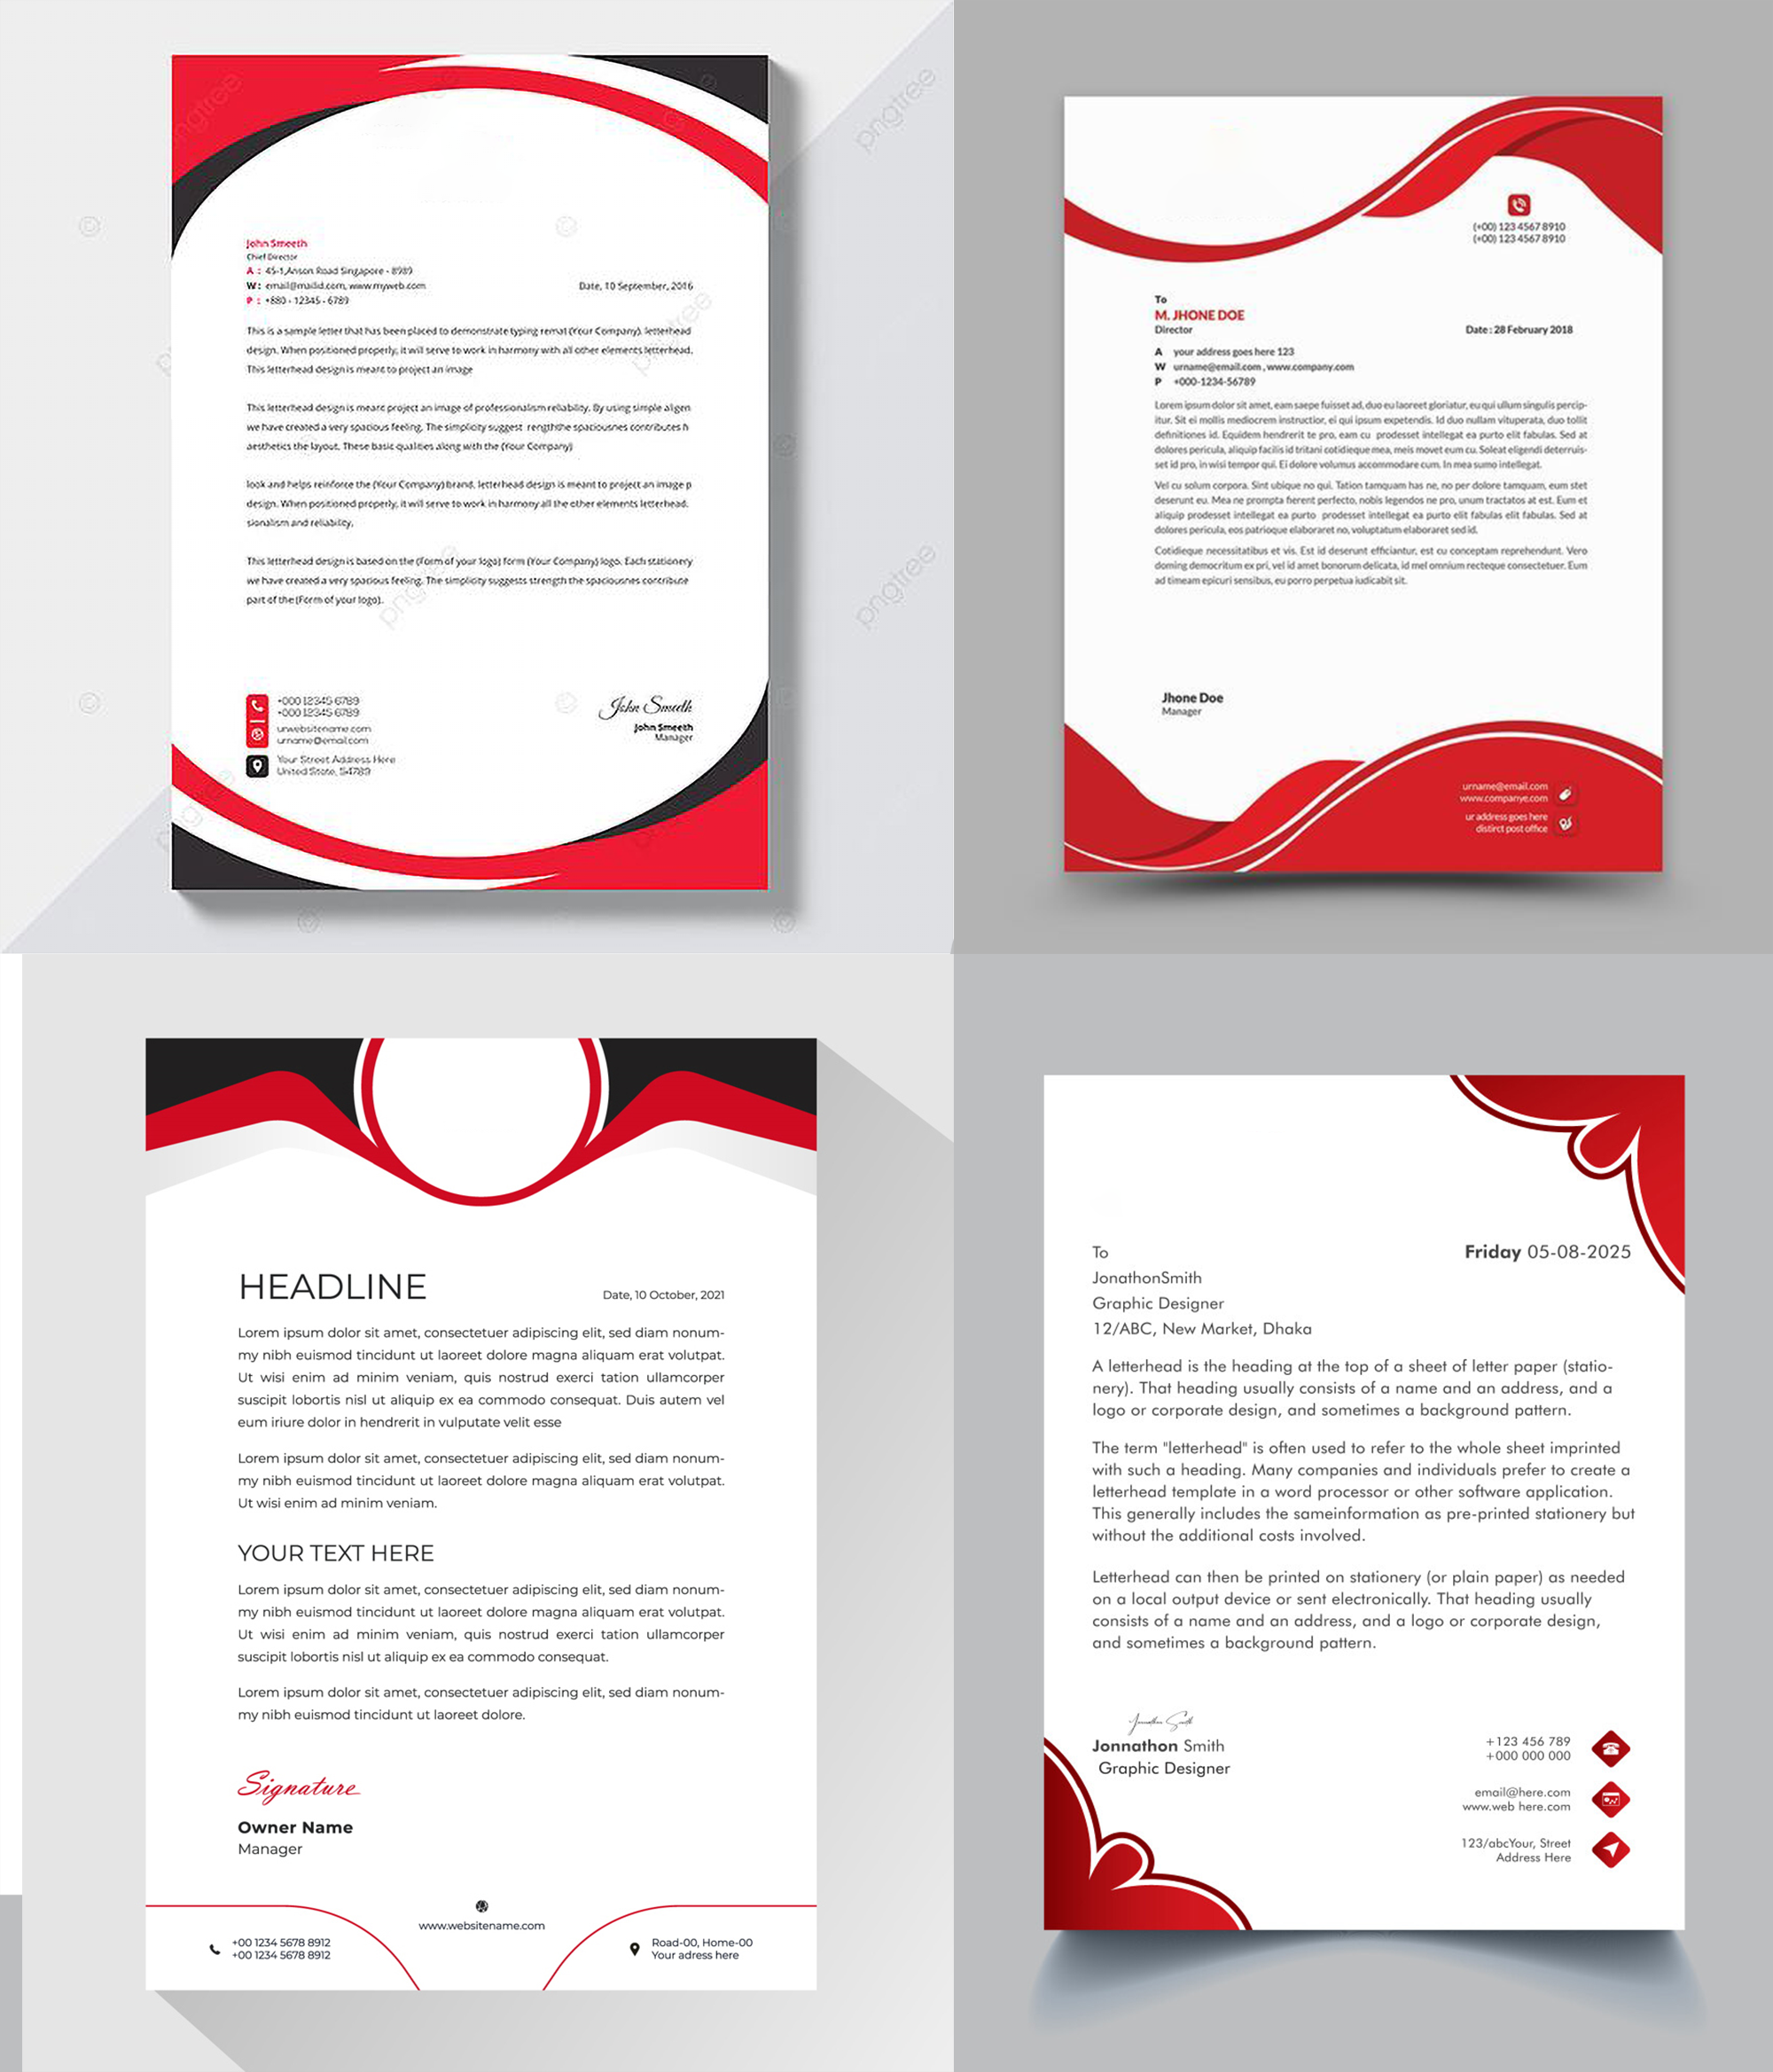 John Smeeth
Chief Director
A : 45-1,Anson Road Singapore - 8989
W : email@mailid.com, www.myweb.com
Date, 10 September, 2016
P : +880 - 12345 - 6789
This is a sample letter that has been placed to demonstrate typing remat (Your Company). letterhead
design. When positioned properly, it will serve to work in harmony with all other elements letterhead.
This letterhead design is meant to project an image
This letterhead design is meant project an image of professionalism reliability. By using simple aligen
we have created a very spacious feeling. The simplicity suggest rengththe spaciousnes contributes h
aesthetics the layout. These basic qualities along with the (Your Company)
look and helps reinforce the (Your Company) brand. letterhead design is meant to project an image p
design. When positioned properly, it will serve to work in harmony all the other elements letterhead.
sionalism and reliability.
This letterhead design is based on the (Form of your logo) form (Your Company) logo. Each stationery
we have created a very spacious feeling. The simplicity suggests strength the spaciousnes contribute
part of the (Form of your logo).
+000 12345 6789
+000 12345 6789
urwebsitename.com
urname@email.com
Your Street Address Here
United State, 54789
John Smeeth
John Smeeth
Manager
pngtree
(+00) 123 4567 8910
(+00) 123 4567 8910
To
M. JHONE DOE
Director
Date : 28 February 2018
A your address goes here 123
W urname@email.com , www.company.com
P +000-1234-56789
Lorem ipsum dolor sit amet, eam saepe fuisset ad, duo eu laoreet gloriatur, eu qui ullum singulis percip-
itur. Sit ei mollis mediocrem instructior, ei qui ipsum expetendis. Id duo nullam vituperata, duo tollit
definitiones id. Equidem hendrerit te pro, eam cu prodesset intellegat ea purto elit fabulas. Sed at
dolores pericula, aliquip facilis id tritani cotidieque mea, meis movet eum cu. Soleat eligendi deterruis-
set id pro, in wisi tempor qui. Ei dolore volumus accommodare cum. In mea sumo intellegat.
Vel cu solum corpora. Sint ubique no qui. Tation tamquam has ne, no per dolore tamquam, eum stet
deserunt eu. Mea ne prompta fierent perfecto, nobis legendos ne pro, unum tractatos at est. Eum et
aliquip prodesset intellegat ea purto prodesset intellegat ea purto elit fabulas elit fabulas. Sed at
dolores pericula, eos patrioque elaboraret no, voluptatum elaboraret sed id.
Cotidieque necessitatibus et vis. Est id deserunt efficiantur, est cu conceptam reprehendunt. Vero
doming democritum ex pri, vel id amet bonorum delicata, id mel omnium recteque consectetuer. Eum
ad timeam epicuri sensibus, eu porro perpetua iudicabit sit.
Jhone Doe
Manager
urname@email.com
www.companye.com
ur address goes here
distirct post office
HEADLINE
Date, 10 October, 2021
Lorem ipsum dolor sit amet, consectetuer adipiscing elit, sed diam nonum-
my nibh euismod tincidunt ut laoreet dolore magna aliquam erat volutpat.
Ut wisi enim ad minim veniam, quis nostrud exerci tation ullamcorper
suscipit lobortis nisl ut aliquip ex ea commodo consequat. Duis autem vel
eum iriure dolor in hendrerit in vulputate velit esse
Lorem ipsum dolor sit amet, consectetuer adipiscing elit, sed diam nonum-
my nibh euismod tincidunt ut laoreet dolore magna aliquam erat volutpat.
Ut wisi enim ad minim veniam.
YOUR TEXT HERE
Lorem ipsum dolor sit amet, consectetuer adipiscing elit, sed diam nonum-
my nibh euismod tincidunt ut laoreet dolore magna aliquam erat volutpat.
Ut wisi enim ad minim veniam, quis nostrud exerci tation ullamcorper
suscipit lobortis nisl ut aliquip ex ea commodo consequat.
Lorem ipsum dolor sit amet, consectetuer adipiscing elit, sed diam nonum-
my nibh euismod tincidunt ut laoreet dolore.
Signature
Owner Name
Manager
+00 1234 5678 8912
+00 1234 5678 8912
www.websitename.com
Road-00, Home-00
Your adress here
To
Friday 05-08-2025
JonathonSmith
Graphic Designer
12/ABC, New Market, Dhaka
A letterhead is the heading at the top of a sheet of letter paper (statio-
nery). That heading usually consists of a name and an address, and a
logo or corporate design, and sometimes a background pattern.
The term "letterhead" is often used to refer to the whole sheet imprinted
with such a heading. Many companies and individuals prefer to create a
letterhead template in a word processor or other software application.
This generally includes the sameinformation as pre-printed stationery but
without the additional costs involved.
Letterhead can then be printed on stationery (or plain paper) as needed
on a local output device or sent electronically. That heading usually
consists of a name and an address, and a logo or corporate design,
and sometimes a background pattern.
Jonnathon Smith
Jonnathon Smith
Graphic Designer
+123 456 789
+000 000 000
email@here.com
www.web here.com
123/abcYour, Street
Address Here